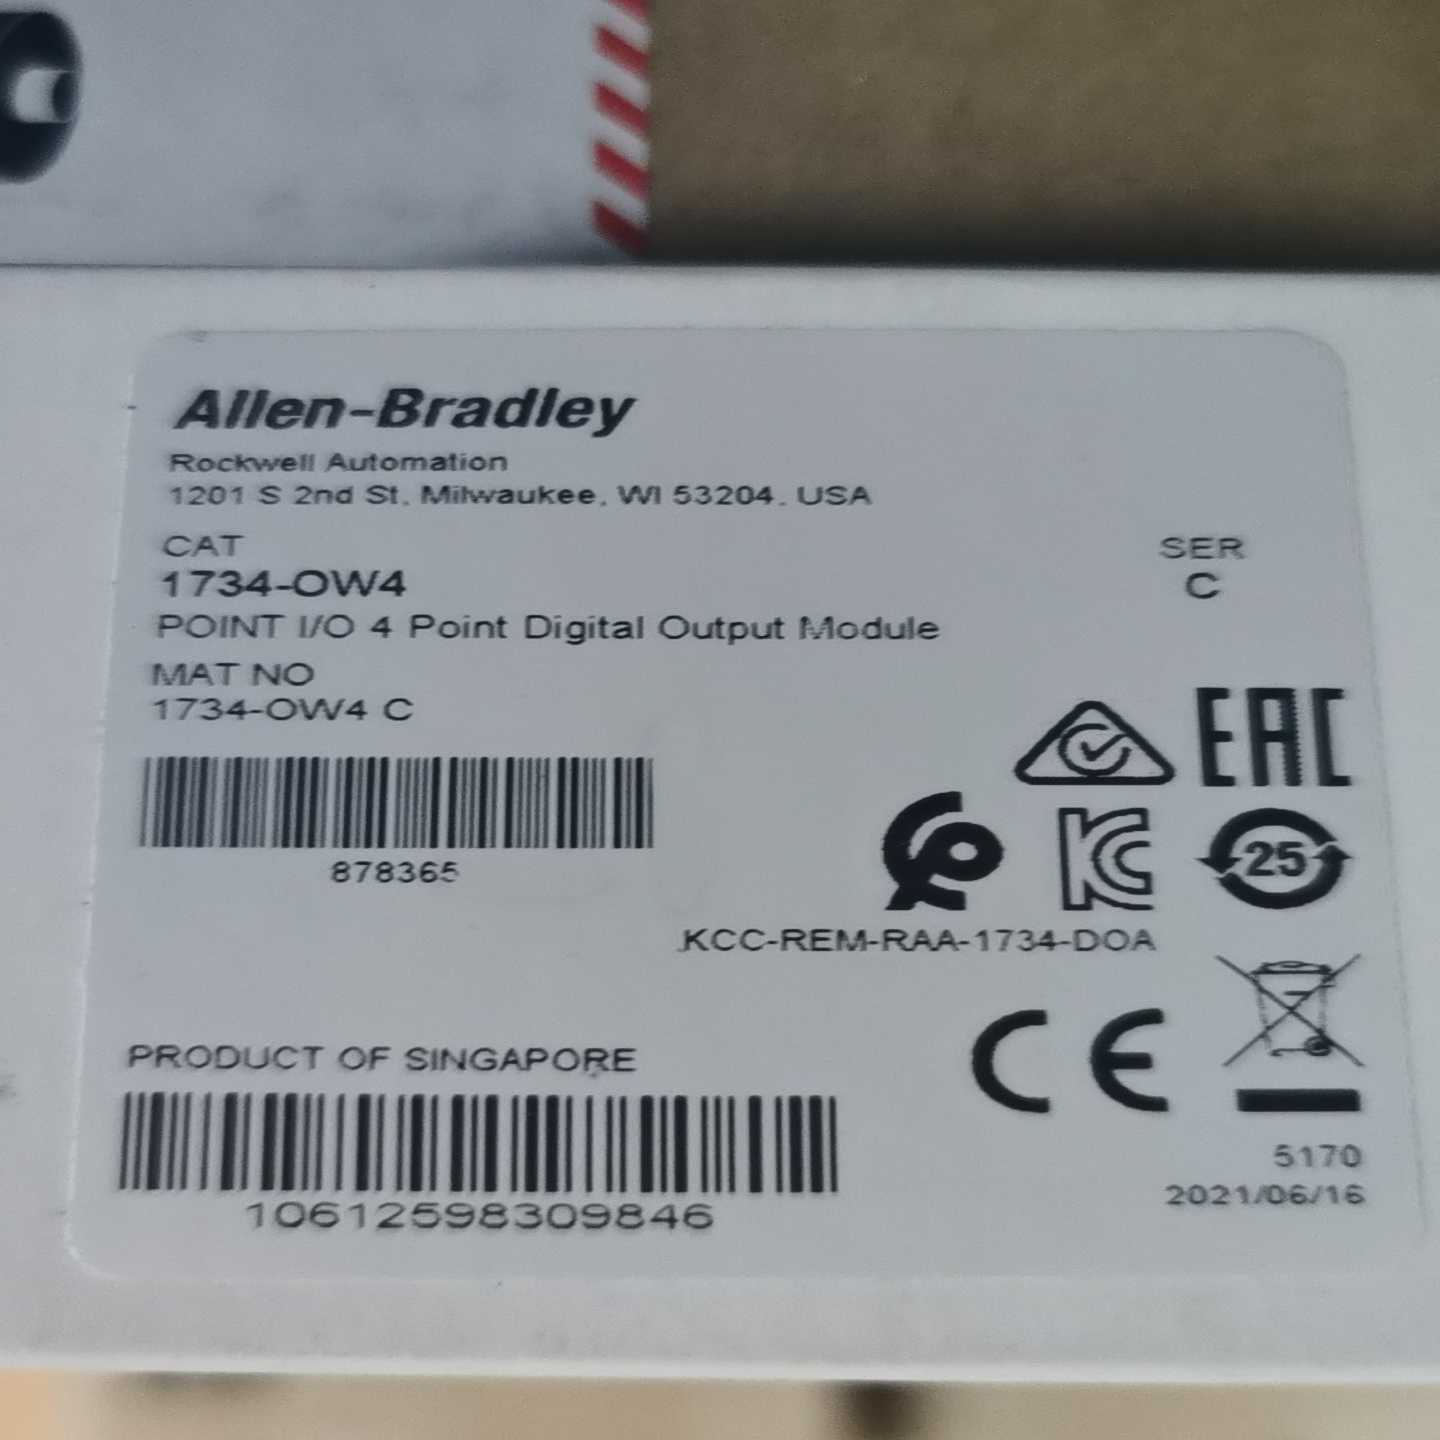 Allen-Bradley
Rockwell Automation
1201 S 2nd St. Milwaukee, WI 53204. USA
CAT
1734-OW4
SER
C
POINT I/O 4 Point Digital Output Module
MAT NO
1734-OW4 C
878365
EAC
KC
25
KCC-REM-RAA-1734-DOA
PRODUCT OF SINGAPORE
CE
10612598309846
5170
2021/06/16